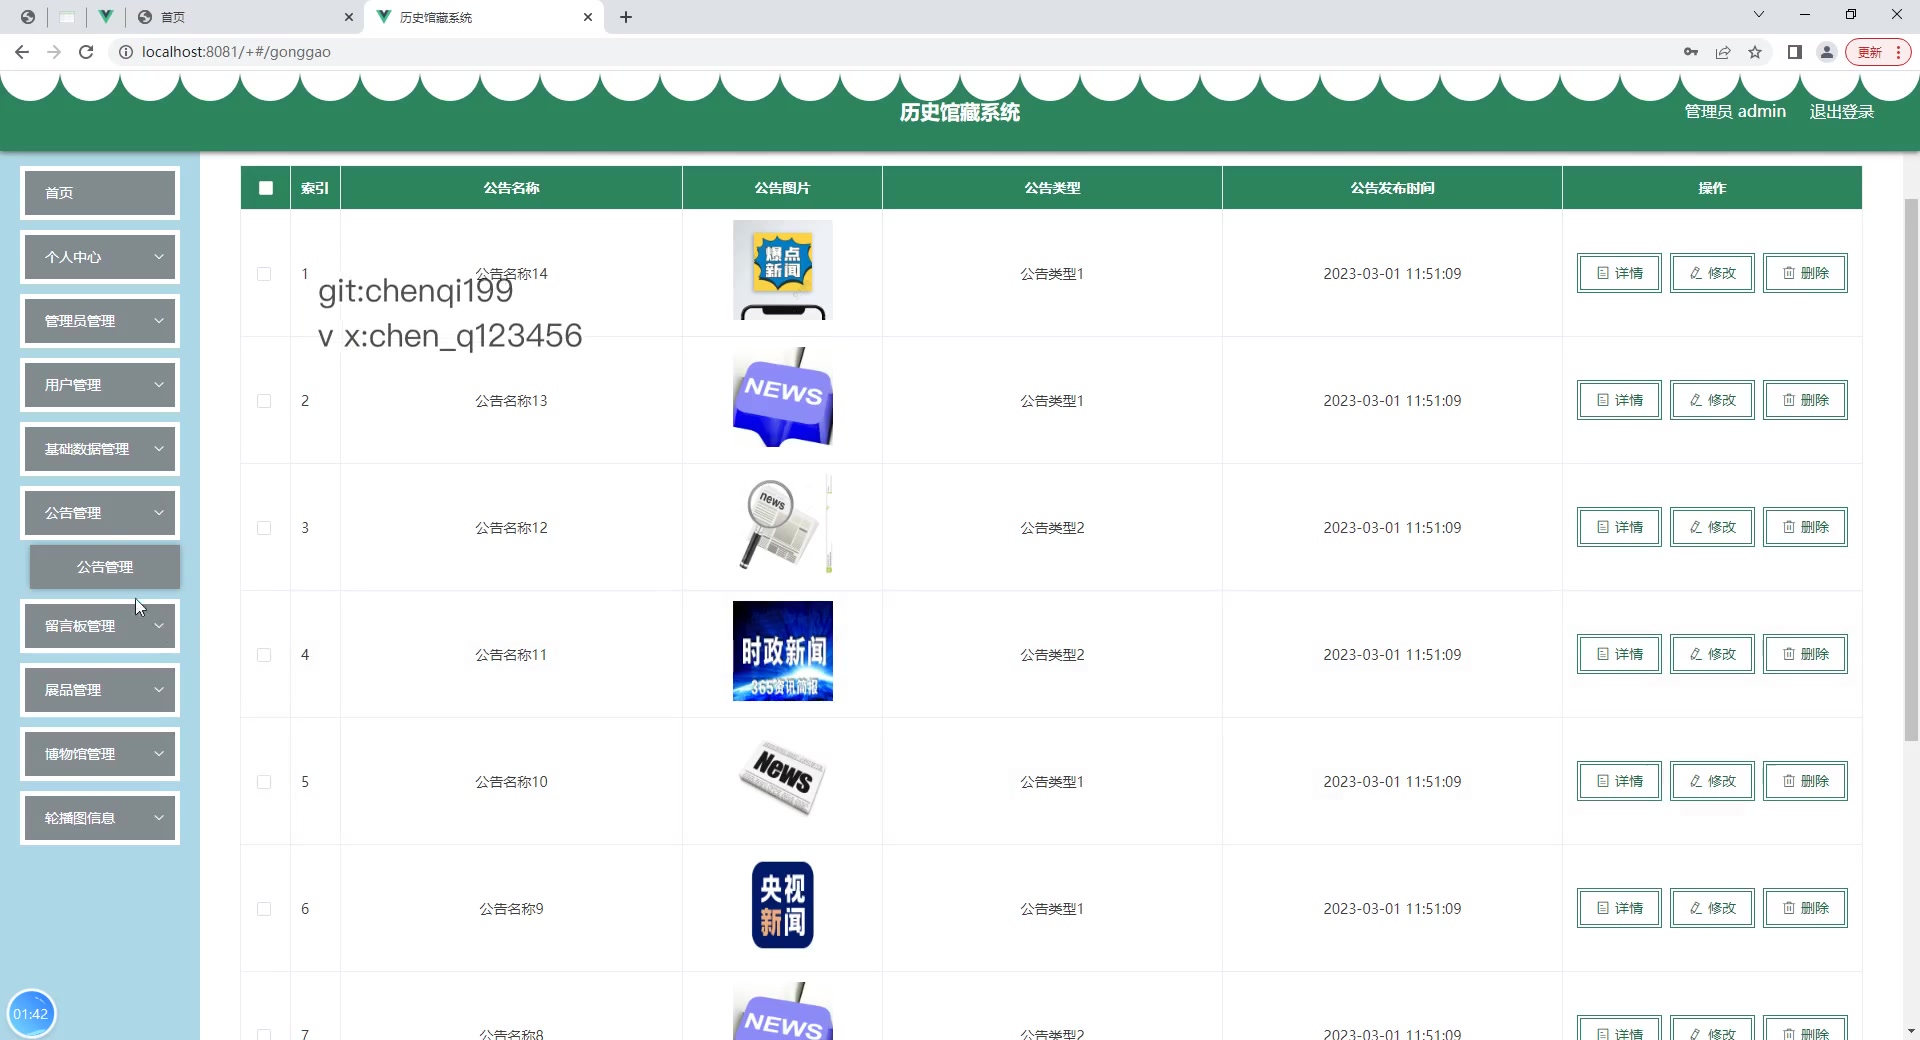 首页
历史馆藏系统
localhost:8081/+#/gonggao
更新
历史馆藏系统
管理员 admin
退出登录
首页
个人中心
管理员管理
用户管理
基础数据管理
公告管理
公告管理
留言板管理
展品管理
博物馆管理
轮播图信息
01:42
索引 公告名称 公告图片 公告类型 公告发布时间 操作
1 公告名称14 爆点新闻 公告类型1 2023-03-01 11:51:09 详情 修改 删除
git:chenqi199
v x:chen_q123456
2 公告名称13 NEWS 公告类型1 2023-03-01 11:51:09 详情 修改 删除
3 公告名称12 news 公告类型2 2023-03-01 11:51:09 详情 修改 删除
4 公告名称11 时政新闻 365资讯简报 公告类型2 2023-03-01 11:51:09 详情 修改 删除
5 公告名称10 News 公告类型1 2023-03-01 11:51:09 详情 修改 删除
6 公告名称9 央视新闻 公告类型1 2023-03-01 11:51:09 详情 修改 删除
7 公告名称8 NEWS 公告类型2 2023-03-01 11:51:09 详情 修改 删除